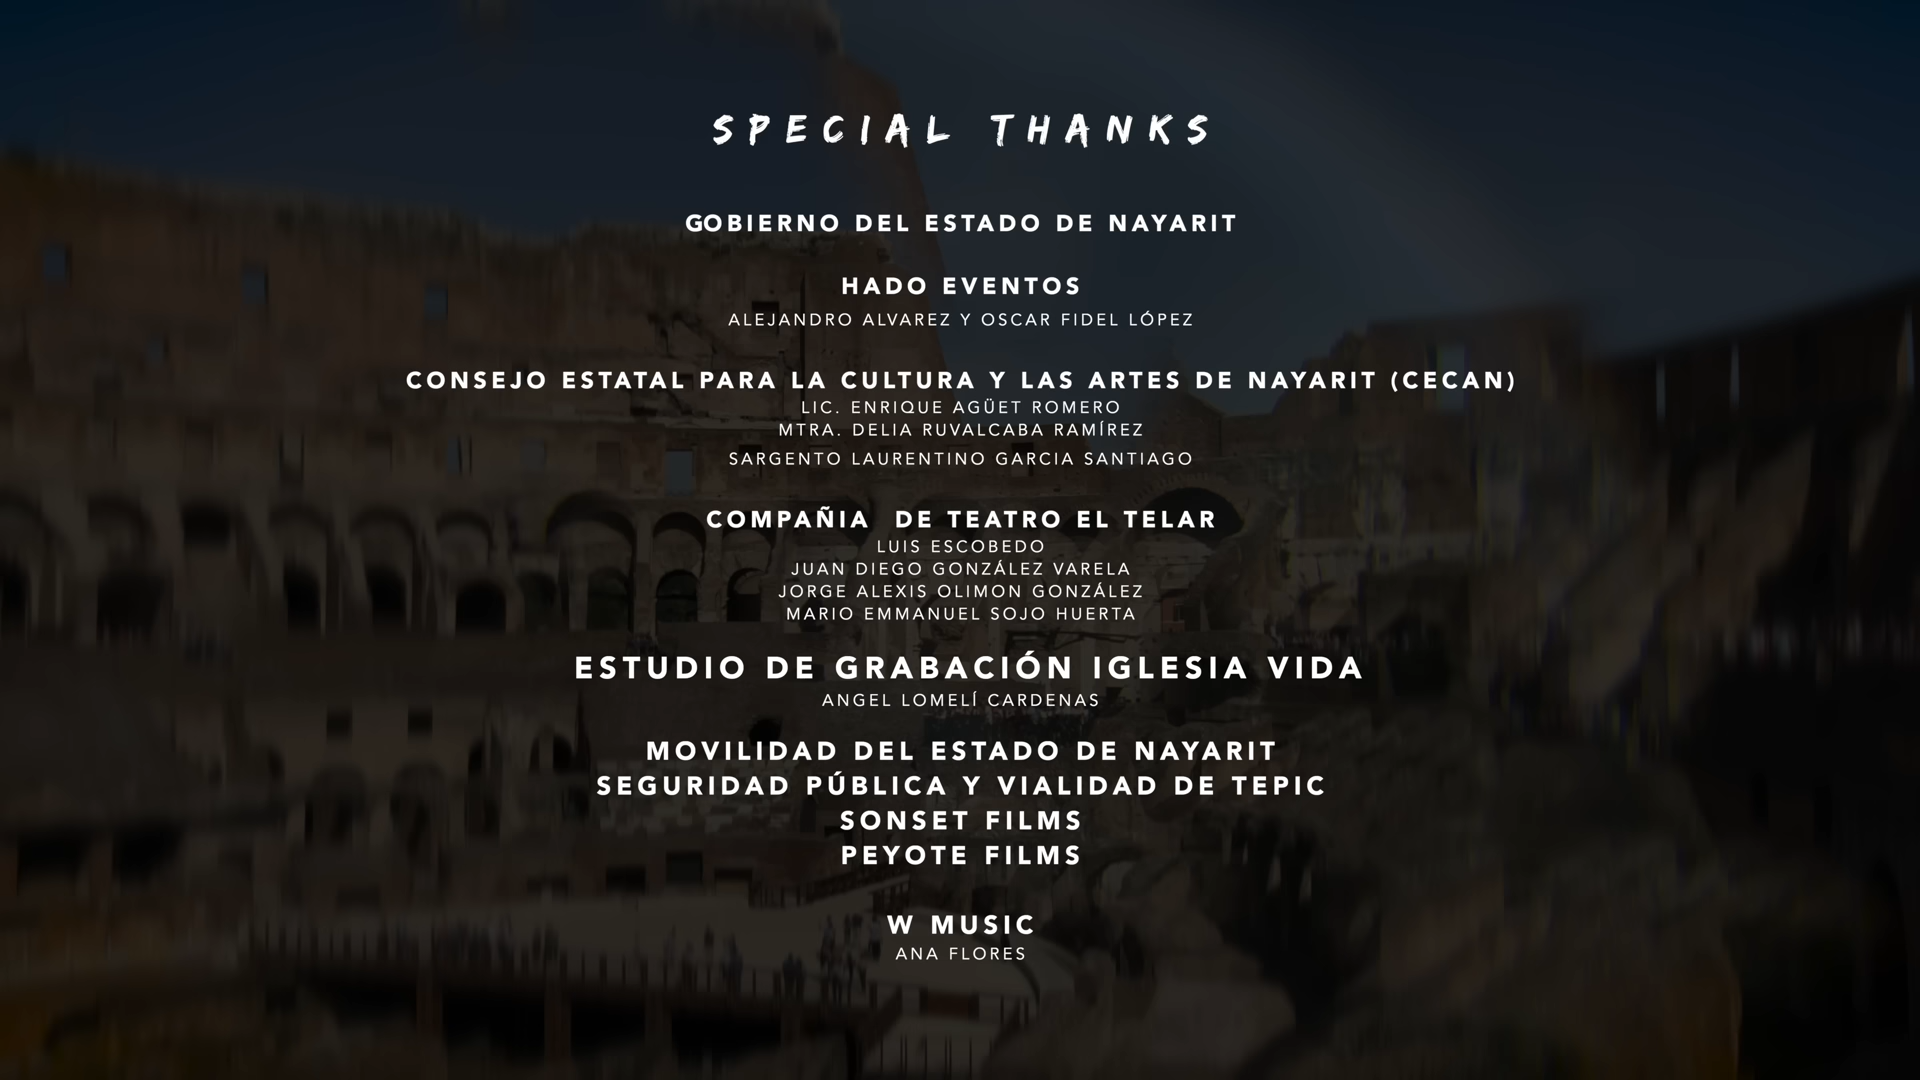 SPECIAL THANKS
GOBIERNO DEL ESTADO DE NAYARIT
HADO EVENTOS
ALEJANDRO ALVAREZ Y OSCAR FIDEL LÓPEZ
CONSEJO ESTATAL PARA LA CULTURA Y LAS ARTES DE NAYARIT (CECAN)
LIC. ENRIQUE AGÜET ROMERO
MTRA. DELIA RUVALCABA RAMÍREZ
SARGENTO LAURENTINO GARCIA SANTIAGO
COMPAÑIA DE TEATRO EL TELAR
LUIS ESCOBEDO
JUAN DIEGO GONZÁLEZ VARELA
JORGE ALEXIS OLIMON GONZÁLEZ
MARIO EMMANUEL SOJO HUERTA
ESTUDIO DE GRABACIÓN IGLESIA VIDA
ANGEL LOMELÍ CARDENAS
MOVILIDAD DEL ESTADO DE NAYARIT
SEGURIDAD PÚBLICA Y VIALIDAD DE TEPIC
SONSET FILMS
PEYOTE FILMS
W MUSIC
ANA FLORES